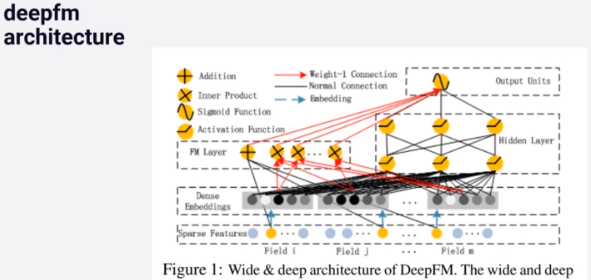 deepfm
architecture
Addition
Inner Product
Sigmoid Function
Activation Function
Weight-1 Connection
Normal Connection
Embedding
Output Units
Hidden Layer
FM Layer
. . .
Dense
Embeddings
...
Sparse Features
... ... ... ...
Field i Field j ... Field m
Figure 1: Wide & deep architecture of DeepFM. The wide and deep